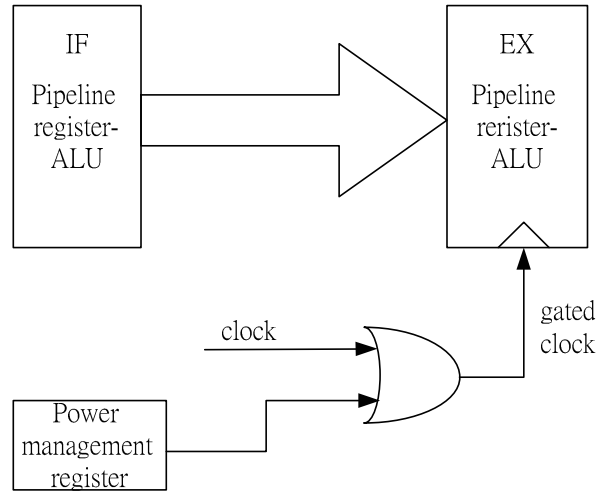 IF
Pipeline
register-
ALU
EX
Pipeline
rerister-
ALU
clock
gated
clock
Power
management
register